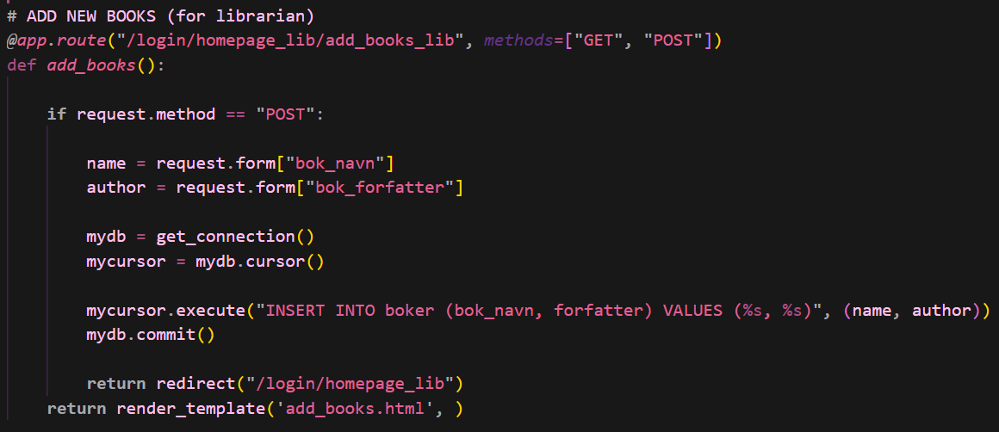 # ADD NEW BOOKS (for librarian)
@app.route("/login/homepage_lib/add_books_lib", methods=["GET", "POST"])
def add_books():
if request.method == "POST":
name = request.form["bok_navn"]
author = request.form["bok_forfatter"]
mydb = get_connection()
mycursor = mydb.cursor()
mycursor.execute("INSERT INTO boker (bok_navn, forfatter) VALUES (%s, %s)", (name, author))
mydb.commit()
return redirect("/login/homepage_lib")
return render_template('add_books.html', )